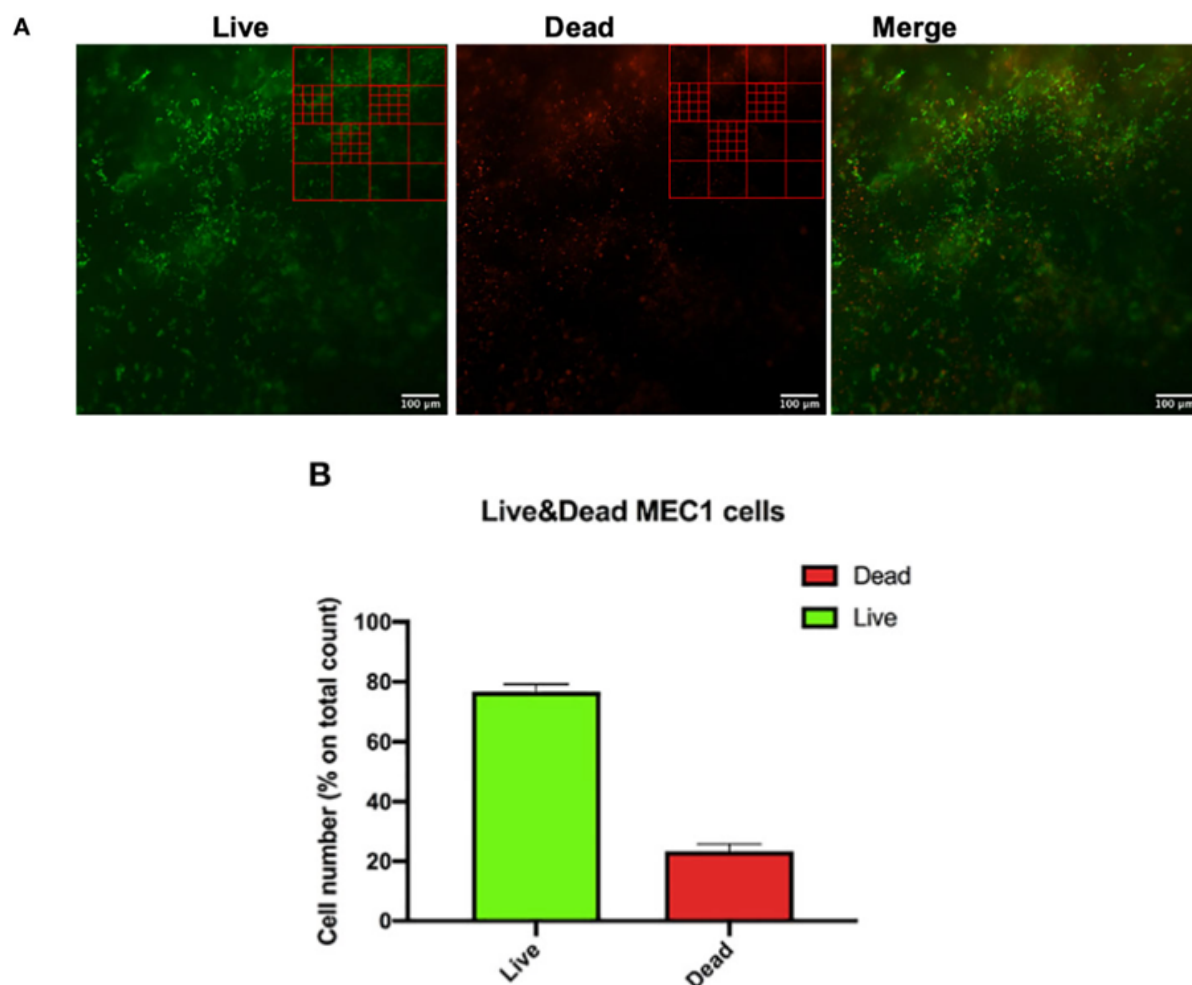 A
Live Dead Merge
100 µm 100 µm 100 µm
B
Live&Dead MEC1 cells
Dead
Live
Cell number (% on total count)
100
80
60
40
20
0
Live Dead